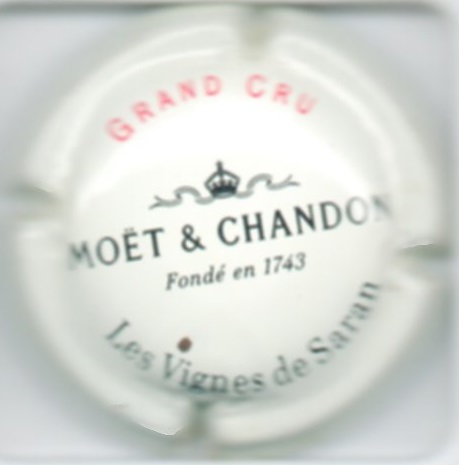 GRAND CRU
MOËT & CHANDON
Fondé en 1743
Les Vignes de Saran